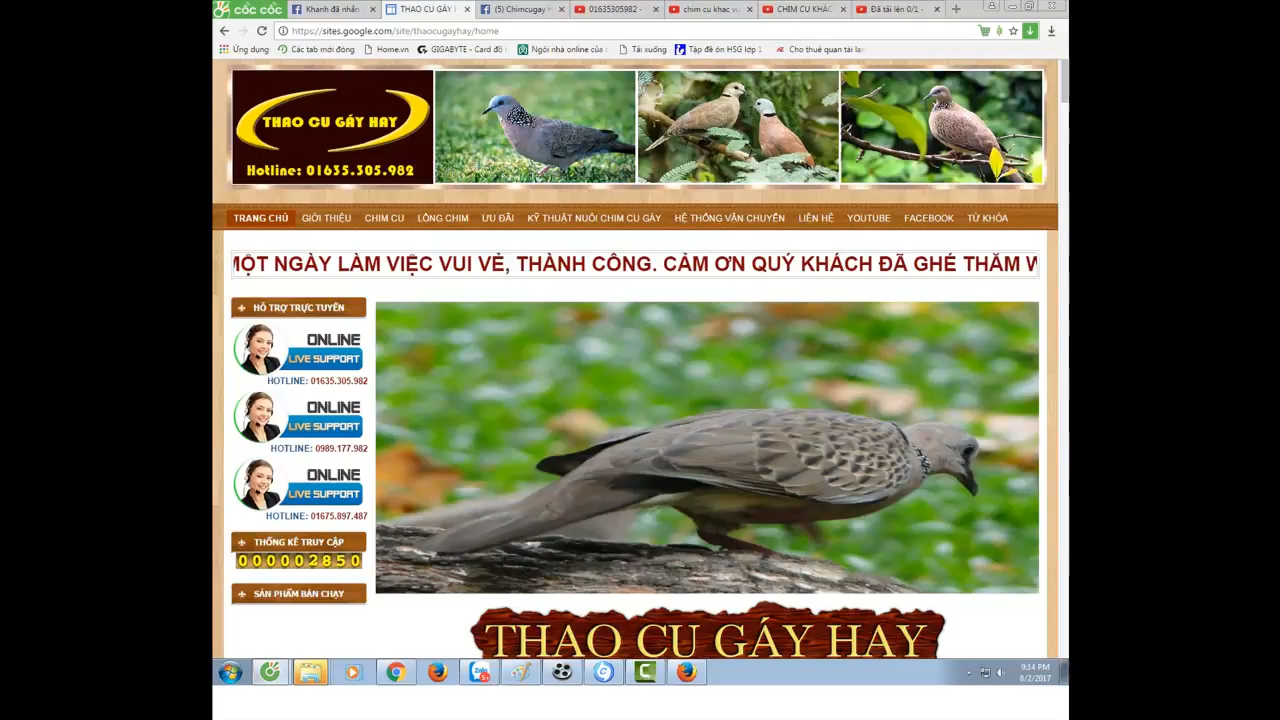 cốc cốc
Khanh đã nhắn
THAO CU GÁY H
(5) Chimcugay H
01635305982 -
chim cu khac vu
CHIM CU KHÁC
Đã tải lên 0/1 -
https://sites.google.com/site/thaocugayhay/home
Ứng dụng
Các tab mới đóng
Home.vn
GIGABYTE - Card đồ h
Ngôi nhà online của
Tải xuống
Tập đề ôn HSG lớp
Cho thuê quan tài lan
THAO CU GÁY HAY
Hotline: 01635.305.982
TRANG CHỦ GIỚI THIỆU CHIM CU LỒNG CHIM ƯU ĐÃI KỸ THUẬT NUÔI CHIM CU GÁY HỆ THỐNG VẬN CHUYỂN LIÊN HỆ YOUTUBE FACEBOOK TỪ KHÓA
MỘT NGÀY LÀM VIỆC VUI VẺ, THÀNH CÔNG. CẢM ƠN QUÝ KHÁCH ĐÃ GHÉ THĂM W
HỖ TRỢ TRỰC TUYẾN
ONLINE
LIVE SUPPORT
HOTLINE: 01635.305.982
ONLINE
LIVE SUPPORT
HOTLINE: 0989.177.982
ONLINE
LIVE SUPPORT
HOTLINE: 01675.897.487
THỐNG KÊ TRUY CẬP
000002850
SẢN PHẨM BÁN CHẠY
THAO CU GÁY HAY
Zalo
5+
9:14 PM
8/2/2017